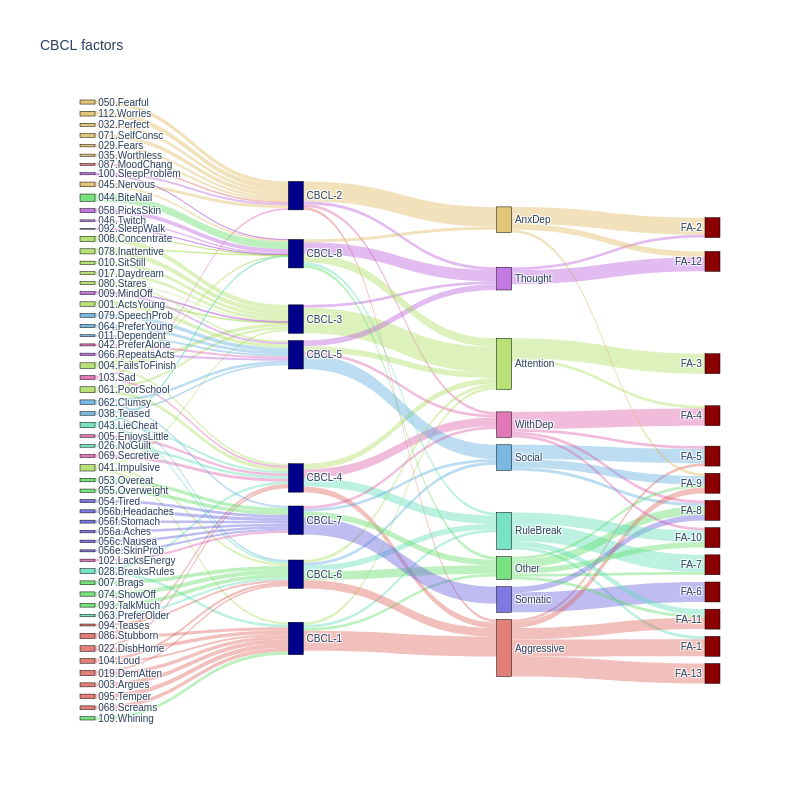 CBCL factors
050.Fearful
112.Worries
032.Perfect
071.SelfConsc
029.Fears
035.Worthless
087.MoodChang
100.SleepProblem
045.Nervous
044.BiteNail
058.PicksSkin
046.Twitch
092.SleepWalk
008.Concentrate
078.Inattentive
010.SitStill
017.Daydream
080.Stares
009.MindOff
001.ActsYoung
079.SpeechProb
064.PreferYoung
011.Dependent
042.PreferAlone
066.RepeatsActs
004.FailsToFinish
103.Sad
061.PoorSchool
062.Clumsy
038.Teased
043.LieCheat
005.EnjoysLittle
026.NoGuilt
069.Secretive
041.Impulsive
053.Overeat
055.Overweight
054.Tired
056b.Headaches
056f.Stomach
056a.Aches
056c.Nausea
056e.SkinProb
102.LacksEnergy
028.BreaksRules
007.Brags
074.ShowOff
093.TalkMuch
063.PreferOlder
094.Teases
086.Stubborn
022.DisbHome
104.Loud
019.DemAtten
003.Argues
095.Temper
068.Screams
109.Whining
CBCL-2
CBCL-8
CBCL-3
CBCL-5
CBCL-4
CBCL-7
CBCL-6
CBCL-1
AnxDep
Thought
Attention
WithDep
Social
RuleBreak
Other
Somatic
Aggressive
FA-2
FA-12
FA-3
FA-4
FA-5
FA-9
FA-8
FA-10
FA-7
FA-6
FA-11
FA-1
FA-13